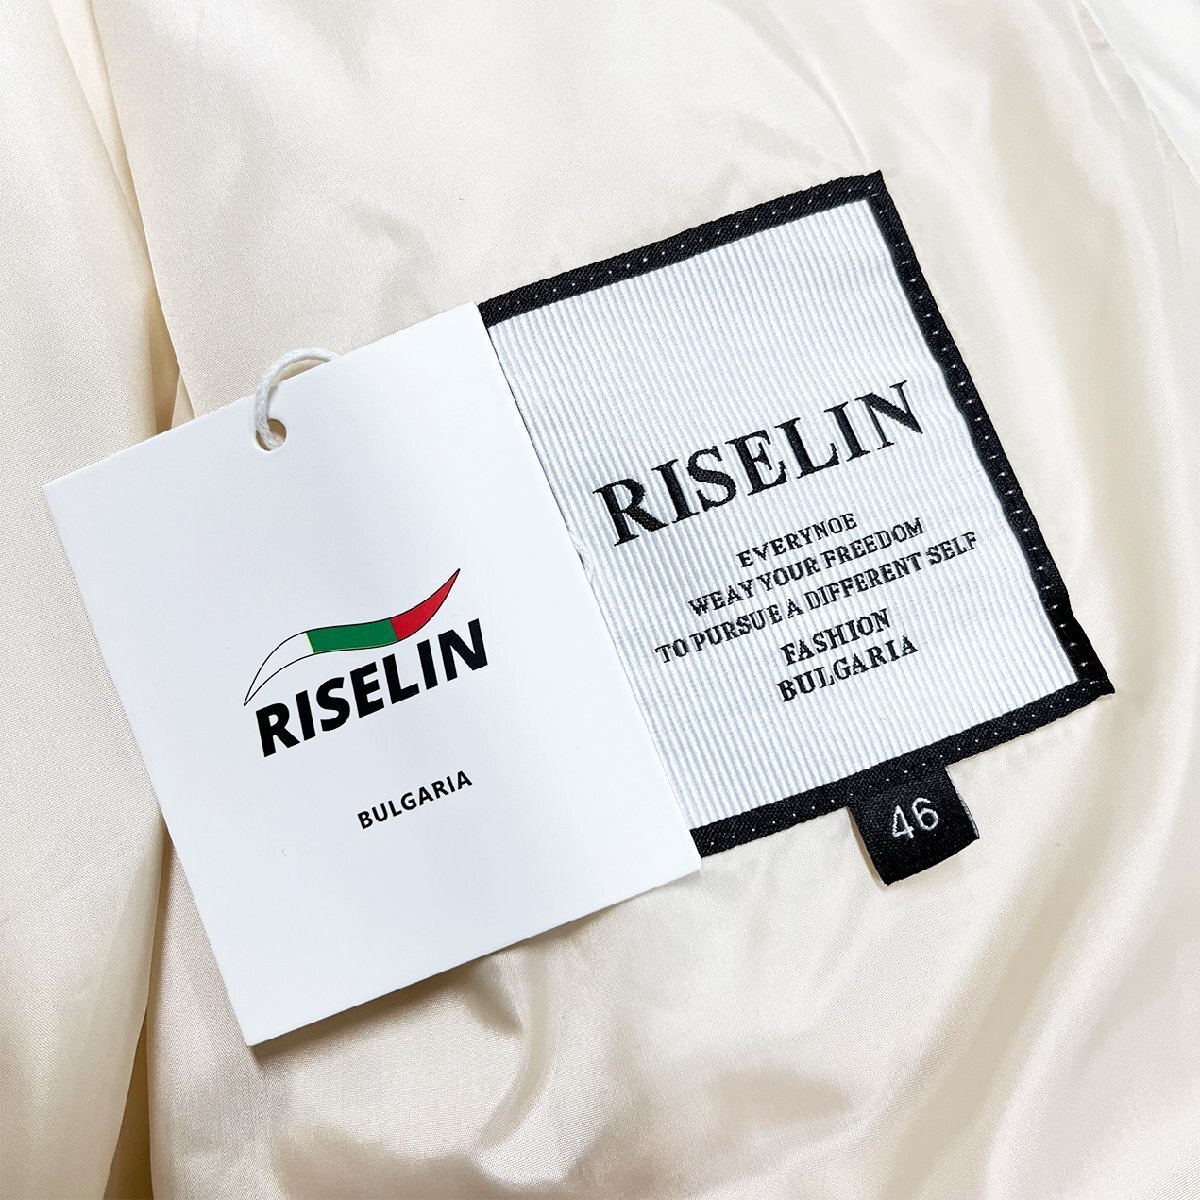 RISELIN
BULGARIA
RISELIN
EVERYNOE
WEAY YOUR FREEDOM
TO PURSUE A DIFFERENT SELF
FASHION
BULGARIA
46